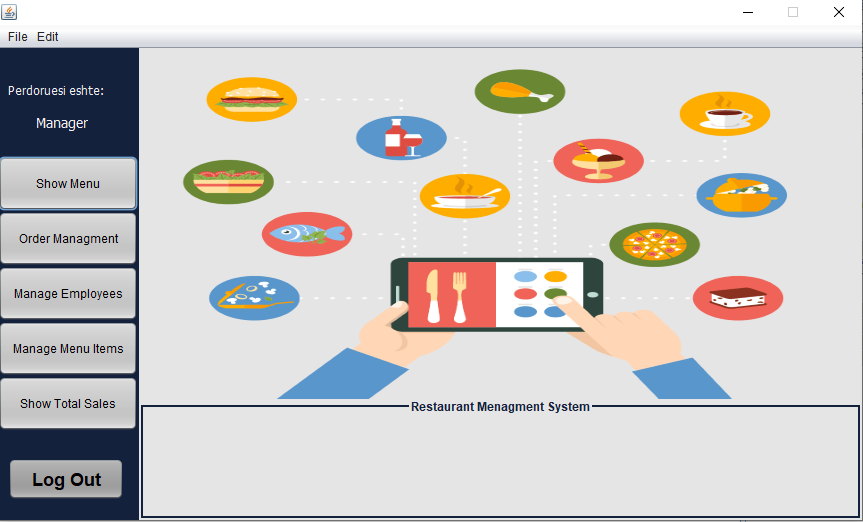 File Edit
Perdoruesi eshte:
Manager
Show Menu
Order Managment
Manage Employees
Manage Menu Items
Show Total Sales
Log Out
Restaurant Menagment System